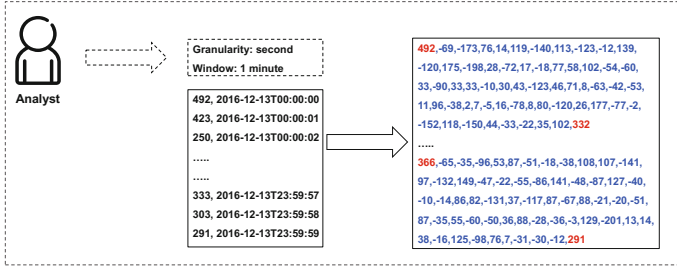 Analyst
Granularity: second
Window: 1 minute
492, 2016-12-13T00:00:00
423, 2016-12-13T00:00:01
250, 2016-12-13T00:00:02
.....
.....
333, 2016-12-13T23:59:57
303, 2016-12-13T23:59:58
291, 2016-12-13T23:59:59
492,-69,-173,76,14,119,-140,113,-123,-12,139,
-120,175,-198,28,-72,17,-18,77,58,102,-54,-60,
33,-90,33,33,-10,30,43,-123,46,71,8,-63,-42,-53,
11,96,-38,2,7,-5,16,-78,8,80,-120,26,177,-77,-2,
-152,118,-150,44,-33,-22,35,102,332
.....
366,-65,-35,-96,53,87,-51,-18,-38,108,107,-141,
97,-132,149,-47,-22,-55,-86,141,-48,-87,127,-40,
-10,-14,86,82,-131,37,-117,87,-67,88,-21,-20,-51,
87,-35,55,-60,-50,36,88,-28,-36,-3,129,-201,13,14,
38,-16,125,-98,76,7,-31,-30,-12,291